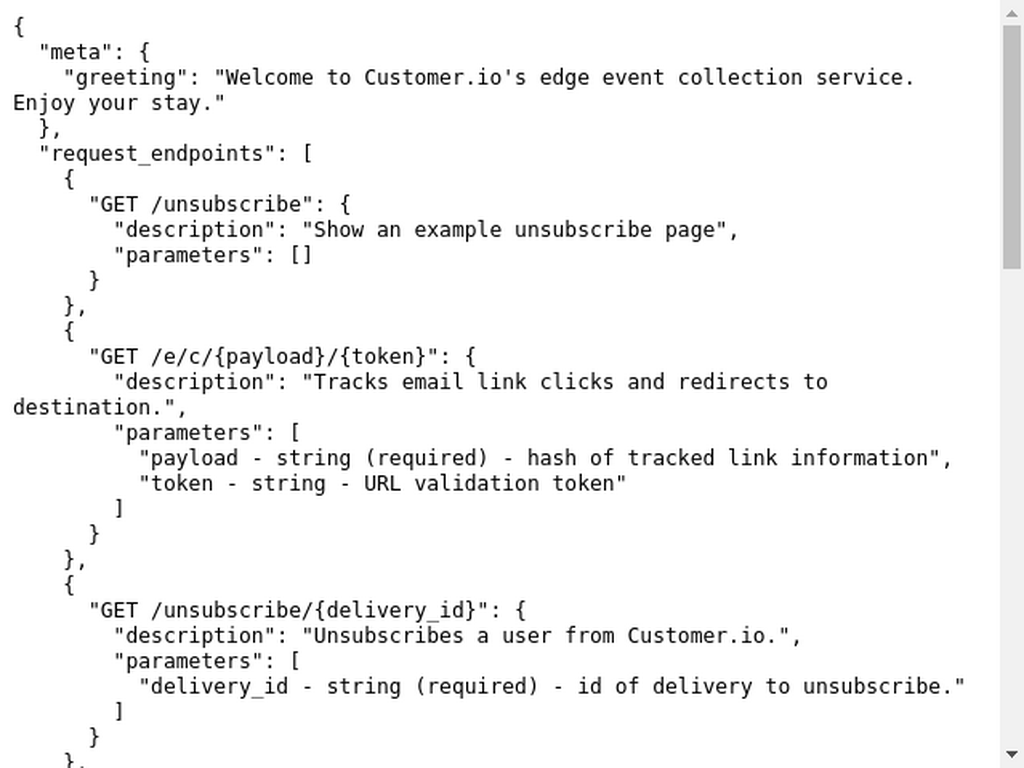 {
  "meta": {
    "greeting": "Welcome to Customer.io's edge event collection service.
Enjoy your stay."
  },
  "request_endpoints": [
    {
      "GET /unsubscribe": {
        "description": "Show an example unsubscribe page",
        "parameters": []
      }
    },
    {
      "GET /e/c/{payload}/{token}": {
        "description": "Tracks email link clicks and redirects to
destination.",
        "parameters": [
          "payload - string (required) - hash of tracked link information",
          "token - string - URL validation token"
        ]
      }
    },
    {
      "GET /unsubscribe/{delivery_id}": {
        "description": "Unsubscribes a user from Customer.io.",
        "parameters": [
          "delivery_id - string (required) - id of delivery to unsubscribe."
        ]
      }
    },